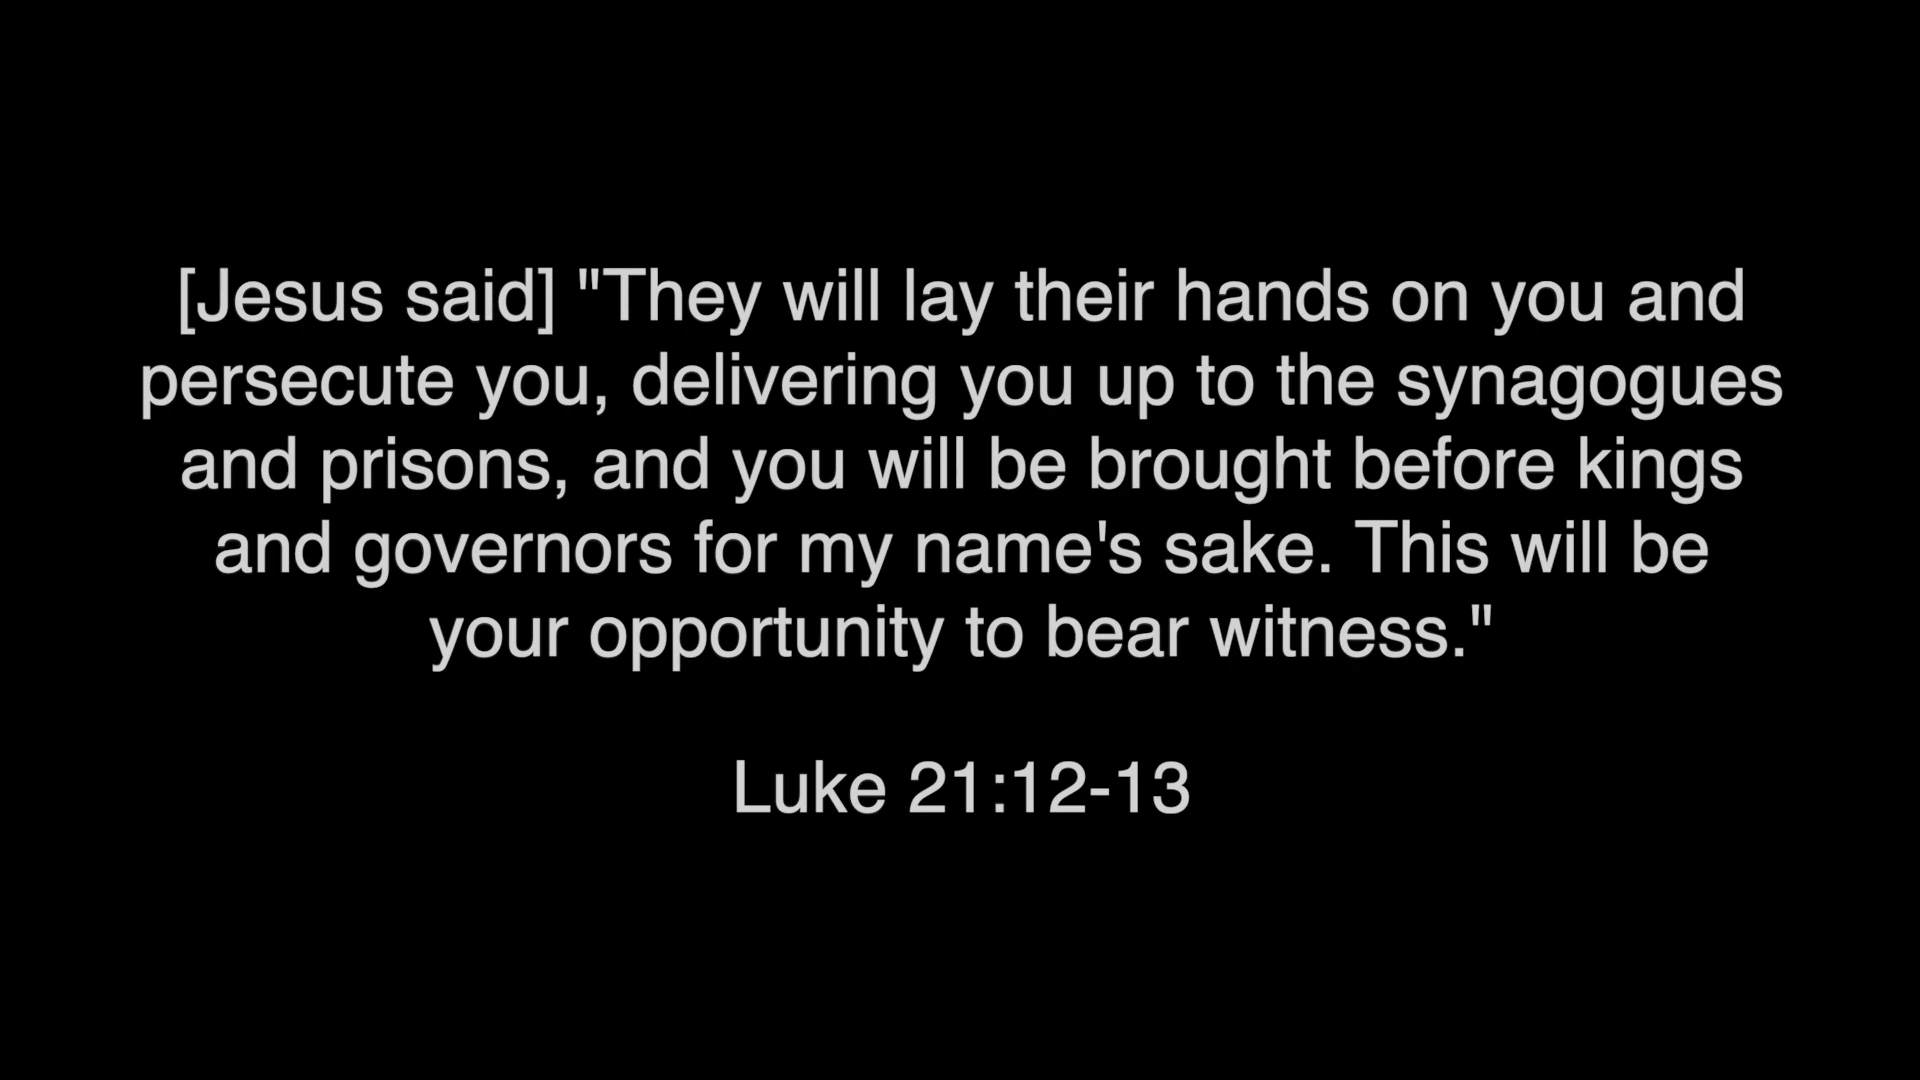 [Jesus said] "They will lay their hands on you and
persecute you, delivering you up to the synagogues
and prisons, and you will be brought before kings
and governors for my name's sake. This will be
your opportunity to bear witness."
Luke 21:12-13